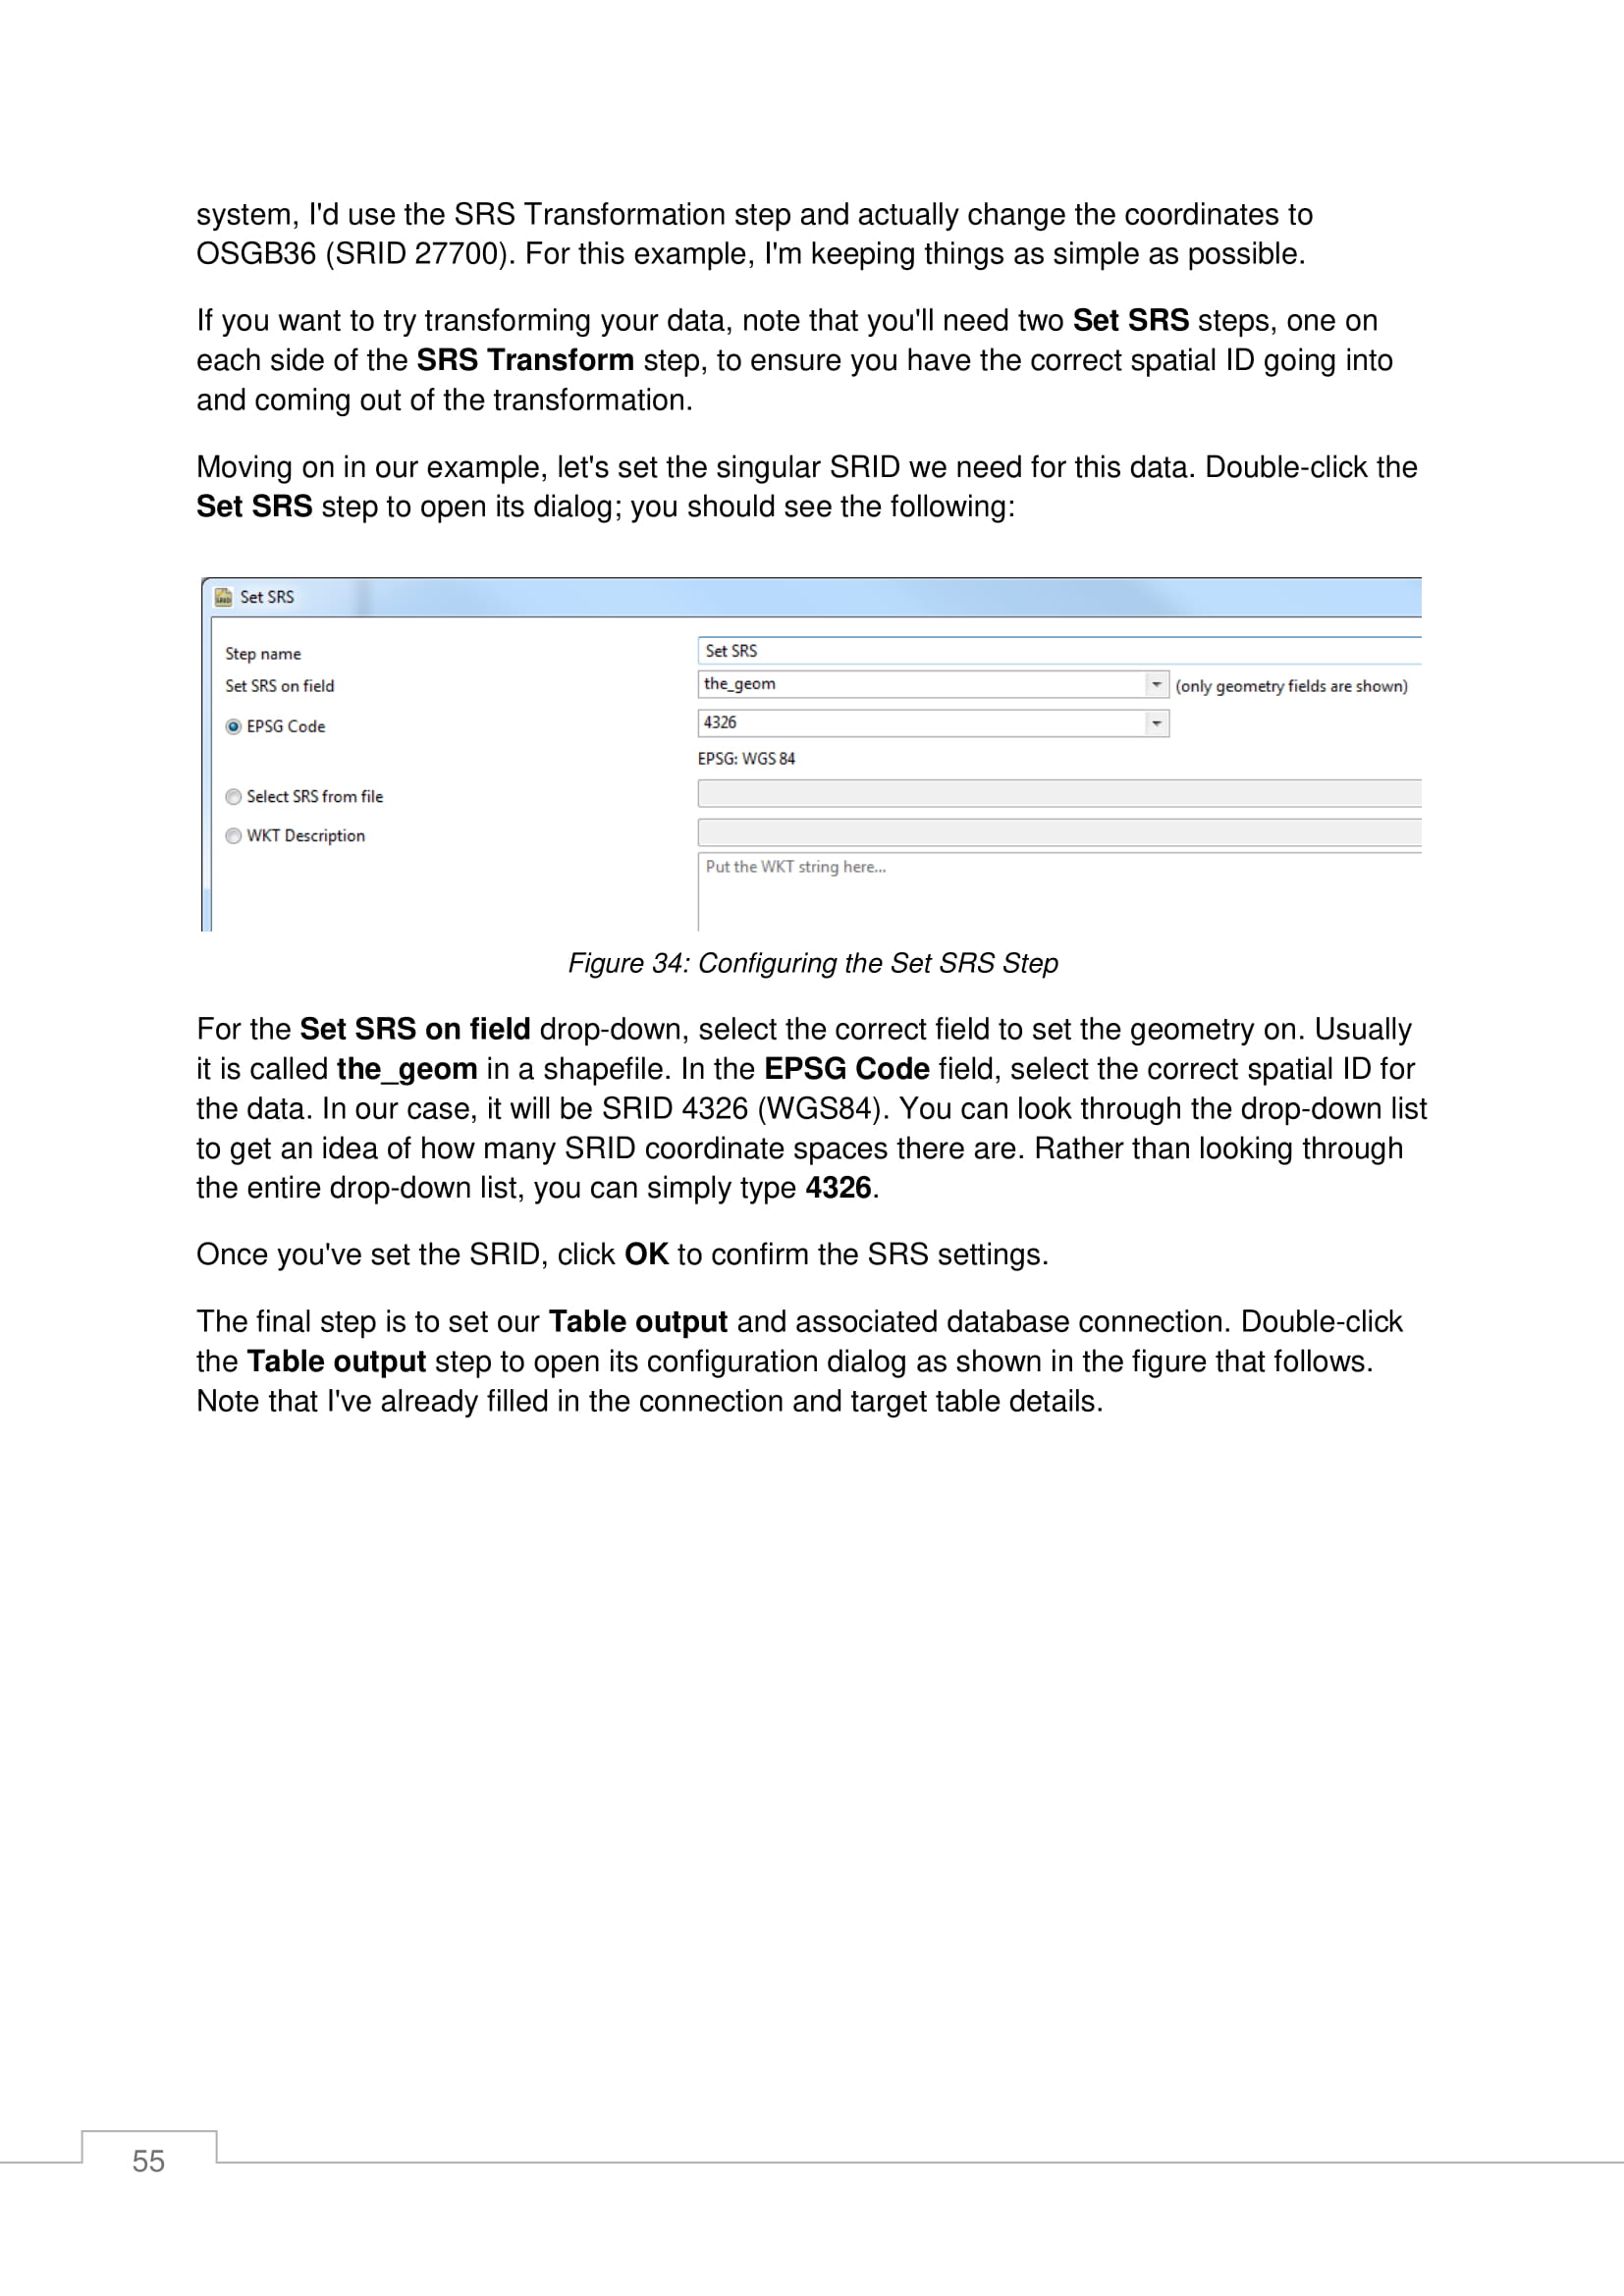 system, I'd use the SRS Transformation step and actually change the coordinates to
OSGB36 (SRID 27700). For this example, I'm keeping things as simple as possible.
If you want to try transforming your data, note that you'll need two Set SRS steps, one on
each side of the SRS Transform step, to ensure you have the correct spatial ID going into
and coming out of the transformation.
Moving on in our example, let's set the singular SRID we need for this data. Double-click the
Set SRS step to open its dialog; you should see the following:
Set SRS
Step name
Set SRS
Set SRS on field
the_geom
(only geometry fields are shown)
EPSG Code
4326
EPSG: WGS 84
Select SRS from file
WKT Description
Put the WKT string here...
Figure 34: Configuring the Set SRS Step
For the Set SRS on field drop-down, select the correct field to set the geometry on. Usually
it is called the_geom in a shapefile. In the EPSG Code field, select the correct spatial ID for
the data. In our case, it will be SRID 4326 (WGS84). You can look through the drop-down list
to get an idea of how many SRID coordinate spaces there are. Rather than looking through
the entire drop-down list, you can simply type 4326.
Once you've set the SRID, click OK to confirm the SRS settings.
The final step is to set our Table output and associated database connection. Double-click
the Table output step to open its configuration dialog as shown in the figure that follows.
Note that I've already filled in the connection and target table details.
55